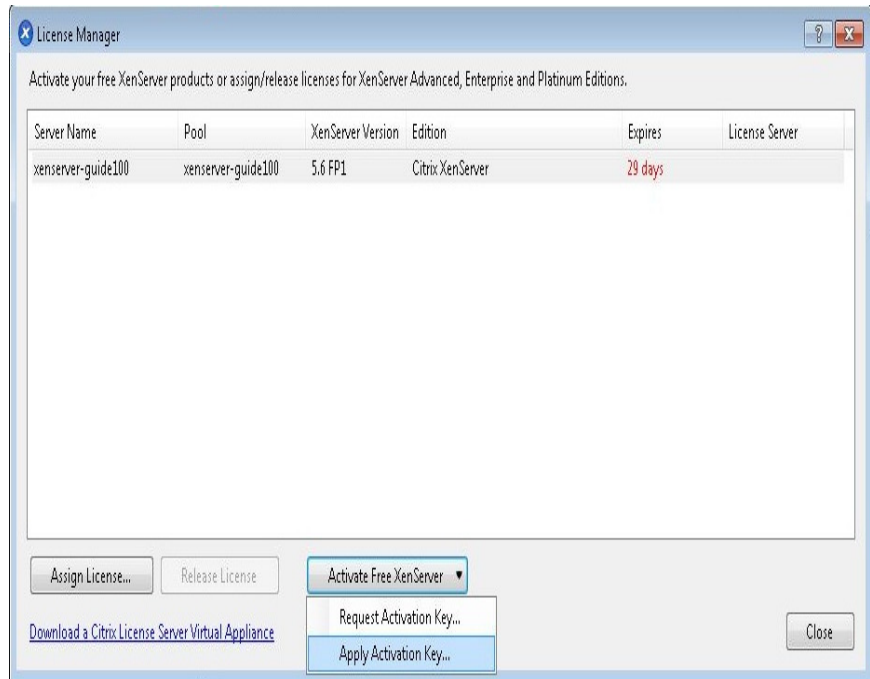 License Manager
?
X
Activate your free XenServer products or assign/release licenses for XenServer Advanced, Enterprise and Platinum Editions.
Server Name Pool XenServer Version Edition Expires License Server
xenserver-guide100 xenserver-guide100 5.6 FP1 Citrix XenServer 29 days
Assign License... Release License Activate Free XenServer
Request Activation Key...
Download a Citrix License Server Virtual Appliance Close
Apply Activation Key...